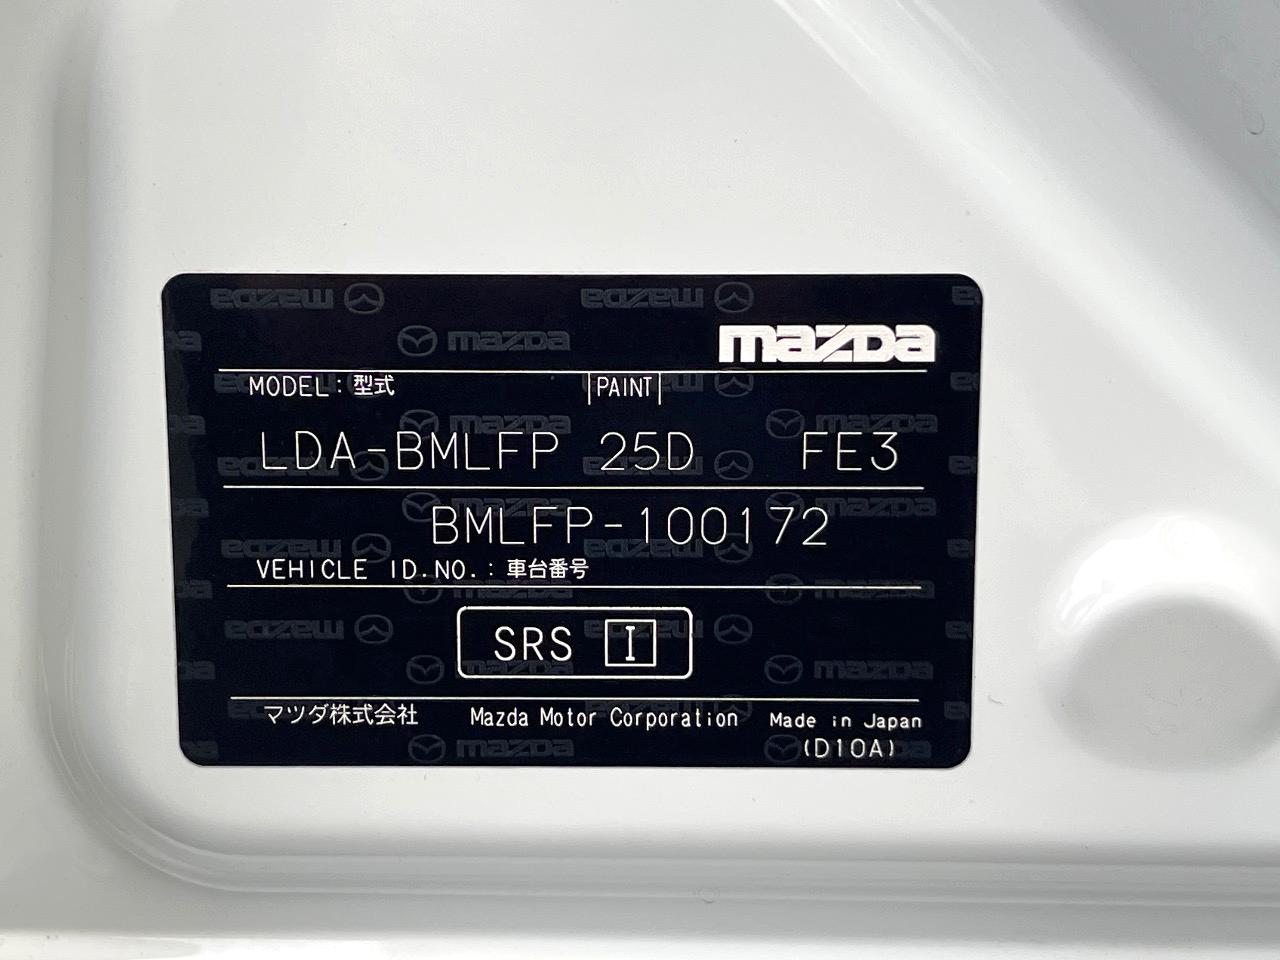 mazda
MODEL: 型式 PAINT
LDA-BMLFP 25D FE3
BMLFP-100172
VEHICLE ID.NO.: 車台番号
SRS I
マツダ株式会社 Mazda Motor Corporation Made in Japan
(D10A)